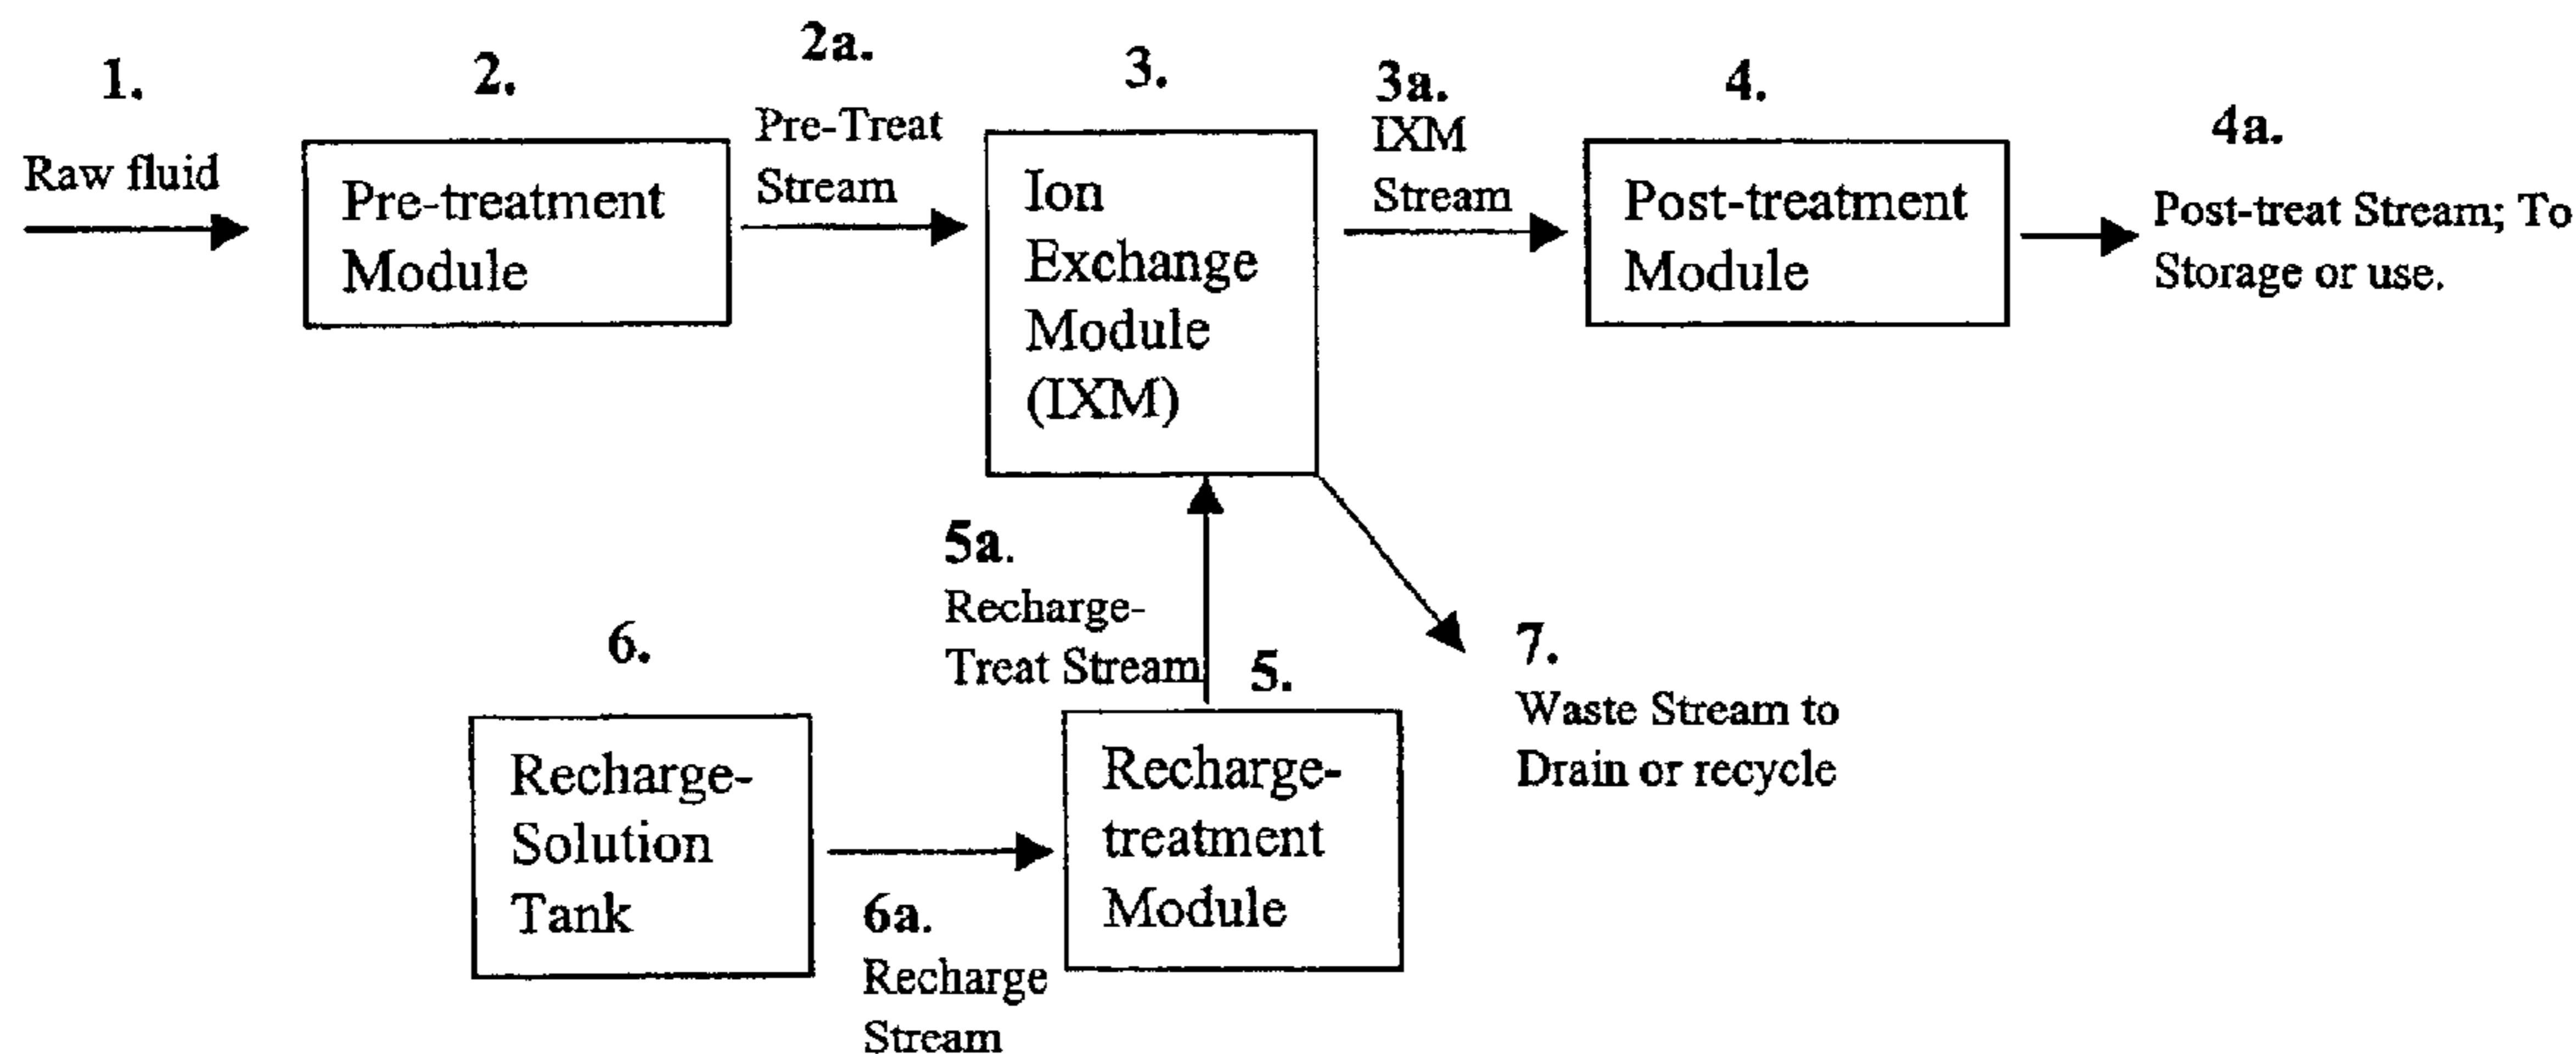 1.
Raw fluid
2.
Pre-treatment
Module
2a.
Pre-Treat
Stream
3.
Ion
Exchange
Module
(IXM)
3a.
IXM
Stream
4.
Post-treatment
Module
4a.
Post-treat Stream; To
Storage or use.
5a.
Recharge-
Treat Stream
5.
Recharge-
treatment
Module
6.
Recharge-
Solution
Tank
6a.
Recharge
Stream
7.
Waste Stream to
Drain or recycle